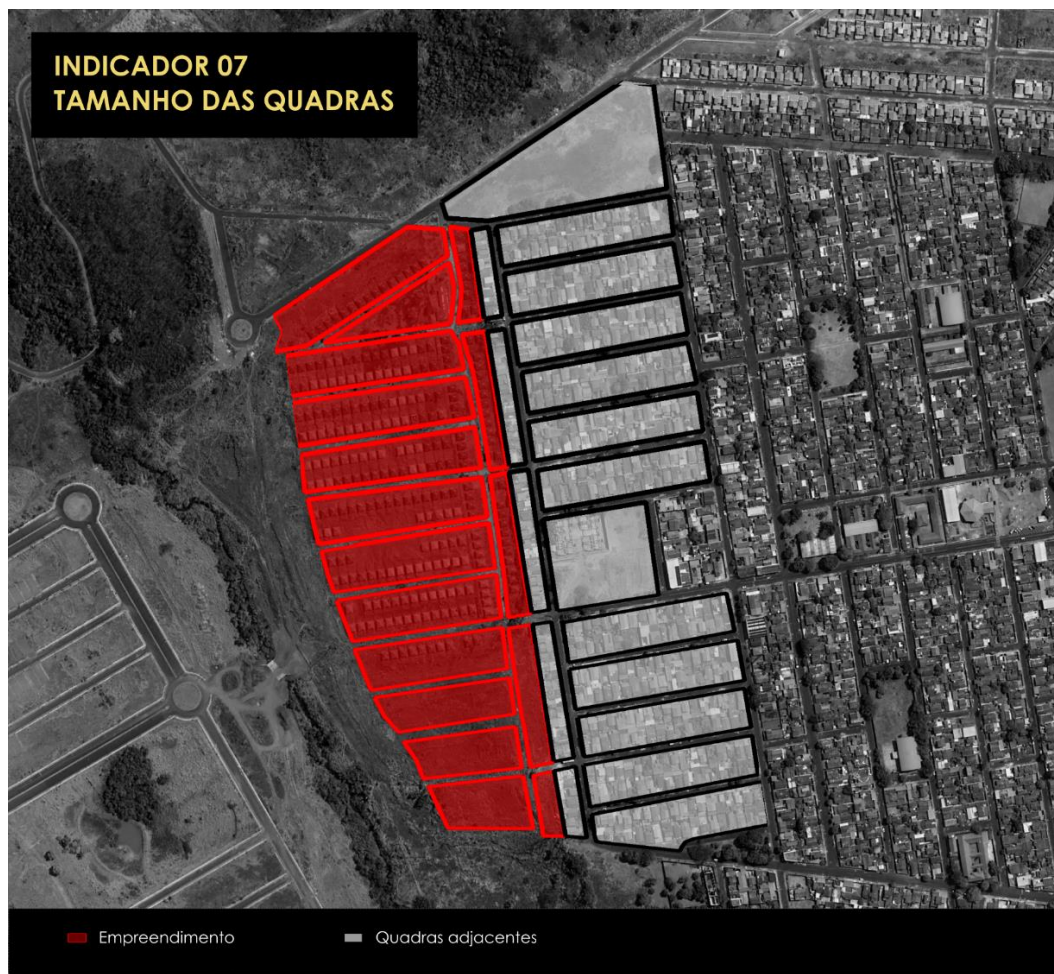 INDICADOR 07
TAMANHO DAS QUADRAS
Empreendimento
Quadras adjacentes